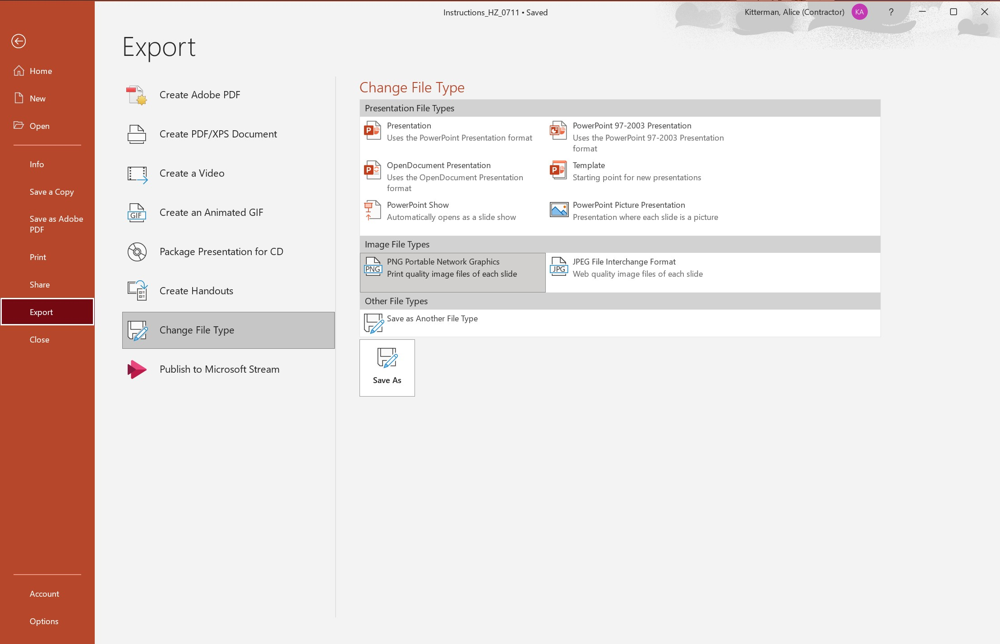 Instructions_HZ_0711 • Saved
Kitterman, Alice (Contractor)
KA
?
Export
Home
New
Open
Info
Save a Copy
Save as Adobe
PDF
Print
Share
Export
Close
Account
Options
Create Adobe PDF
Create PDF/XPS Document
Create a Video
GIF
Create an Animated GIF
Package Presentation for CD
Create Handouts
Change File Type
Publish to Microsoft Stream
Change File Type
Presentation File Types
P
Presentation
Uses the PowerPoint Presentation format
PowerPoint 97-2003 Presentation
Uses the PowerPoint 97-2003 Presentation
format
P
OpenDocument Presentation
Uses the OpenDocument Presentation
format
P
Template
Starting point for new presentations
PowerPoint Show
Automatically opens as a slide show
PowerPoint Picture Presentation
Presentation where each slide is a picture
Image File Types
PNG
PNG Portable Network Graphics
Print quality image files of each slide
JPG
JPEG File Interchange Format
Web quality image files of each slide
Other File Types
Save as Another File Type
Save As